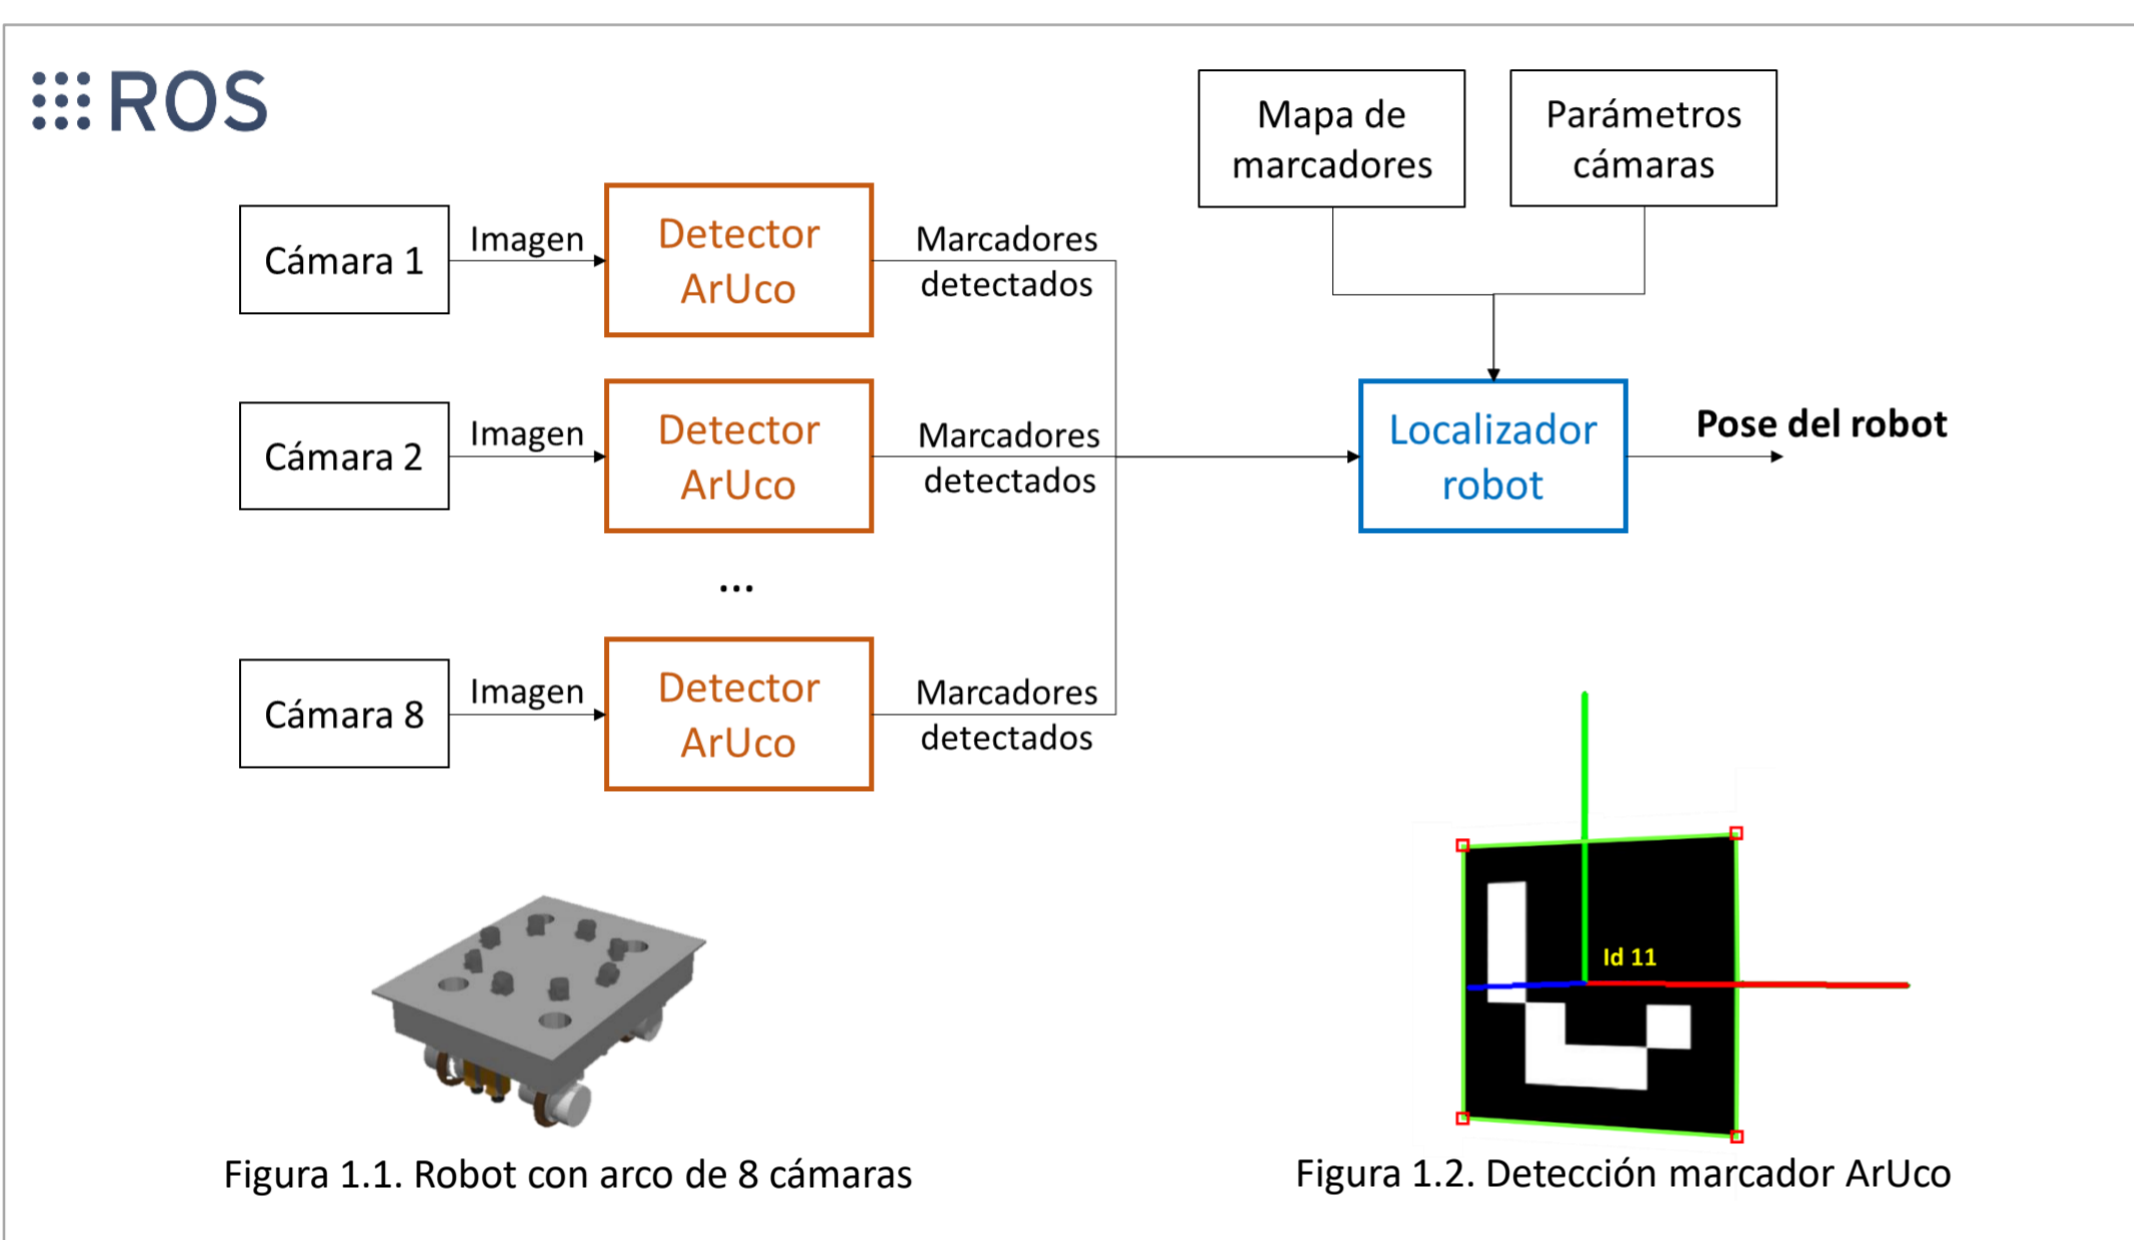 ROS
Mapa de
marcadores
Parámetros
cámaras
Cámara 1
Imagen
Detector
ArUco
Marcadores
detectados
Cámara 2
Imagen
Detector
ArUco
Marcadores
detectados
Localizador
robot
Pose del robot
...
Cámara 8
Imagen
Detector
ArUco
Marcadores
detectados
Id 11
Figura 1.1. Robot con arco de 8 cámaras
Figura 1.2. Detección marcador ArUco